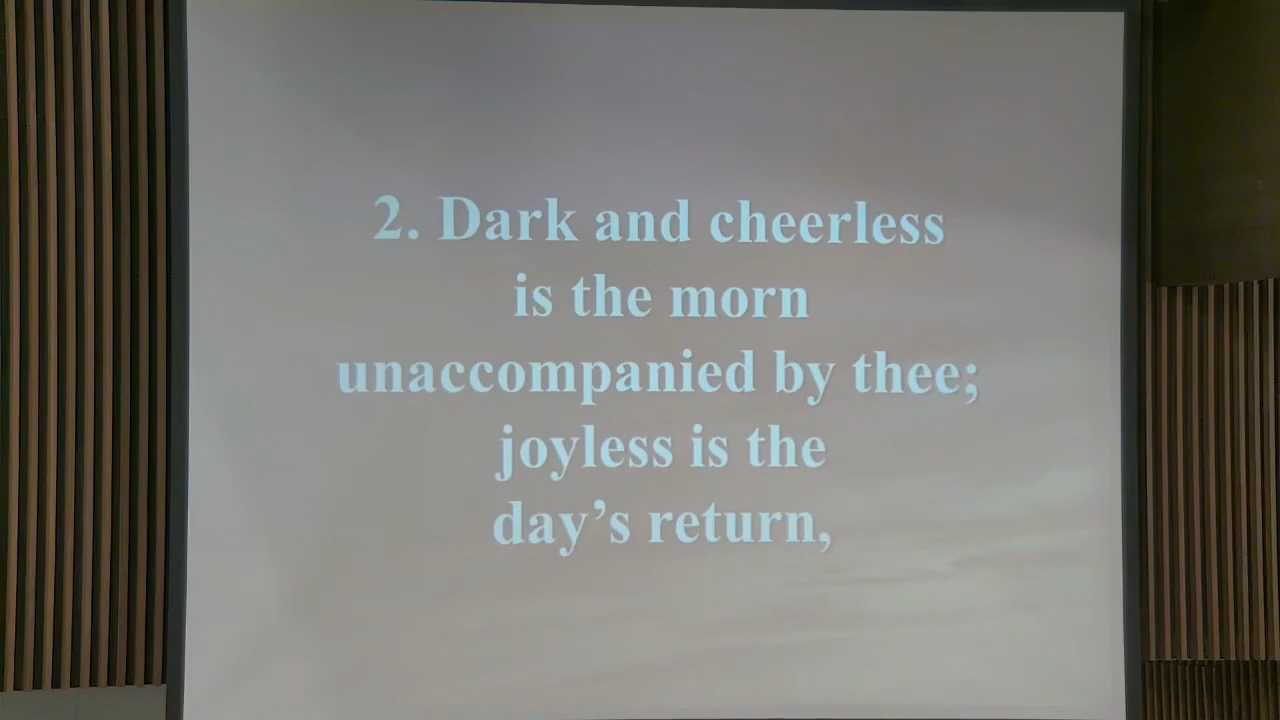 2. Dark and cheerless
is the morn
unaccompanied by thee;
joyless is the
day’s return,